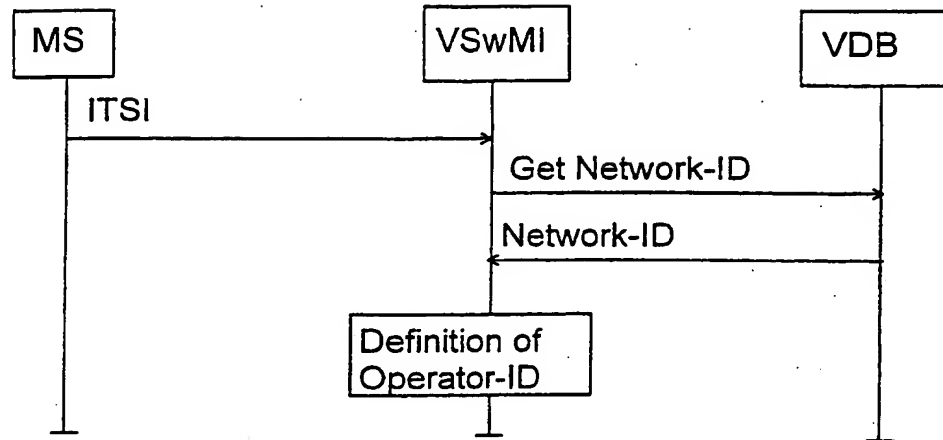 MS
VSwMI
VDB
ITSI
Get Network-ID
Network-ID
Definition of
Operator-ID